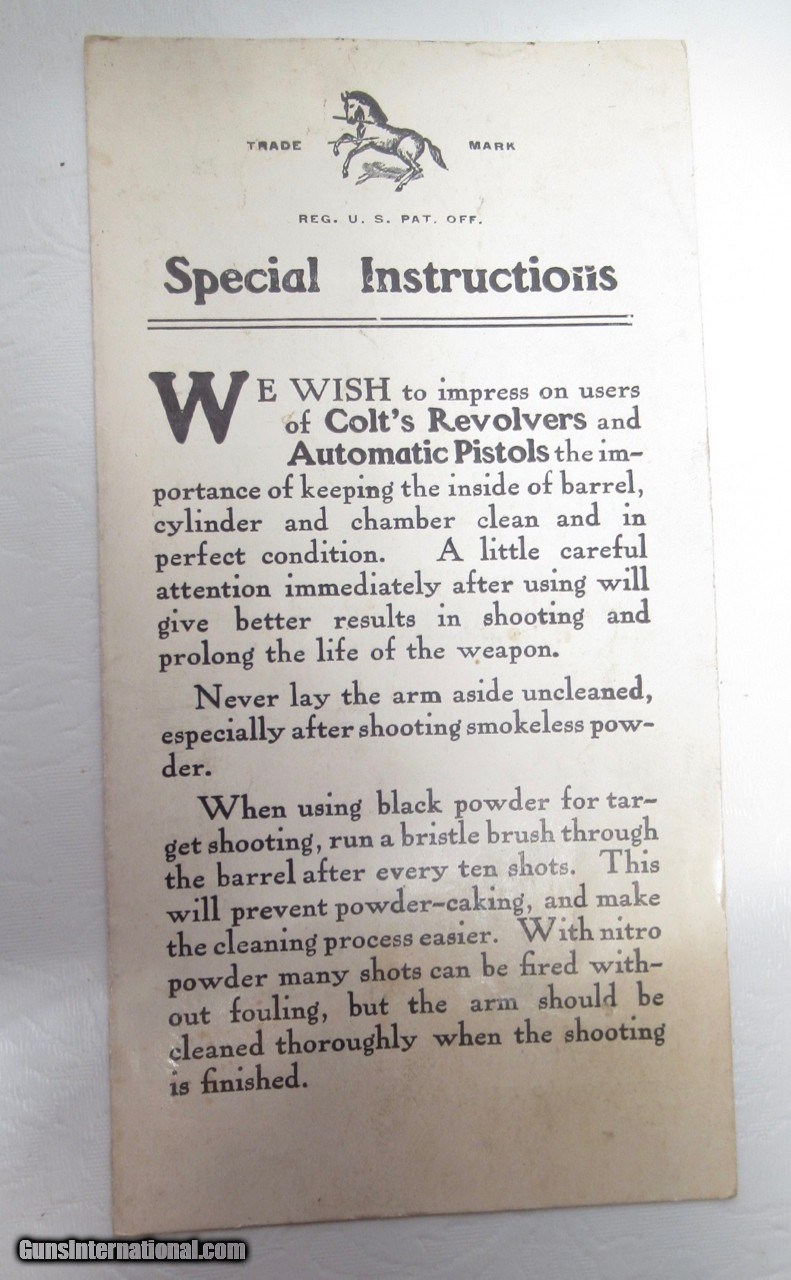 TRADE MARK
REG. U. S. PAT. OFF.
Special Instructions
WE WISH to impress on users
of Colt's Revolvers and
Automatic Pistols the im-
portance of keeping the inside of barrel,
cylinder and chamber clean and in
perfect condition. A little careful
attention immediately after using will
give better results in shooting and
prolong the life of the weapon.
Never lay the arm aside uncleaned,
especially after shooting smokeless pow-
der.
When using black powder for tar-
get shooting, run a bristle brush through
the barrel after every ten shots. This
will prevent powder-caking, and make
the cleaning process easier. With nitro
powder many shots can be fired with-
out fouling, but the arm should be
cleaned thoroughly when the shooting
is finished.
GunsInternational.com